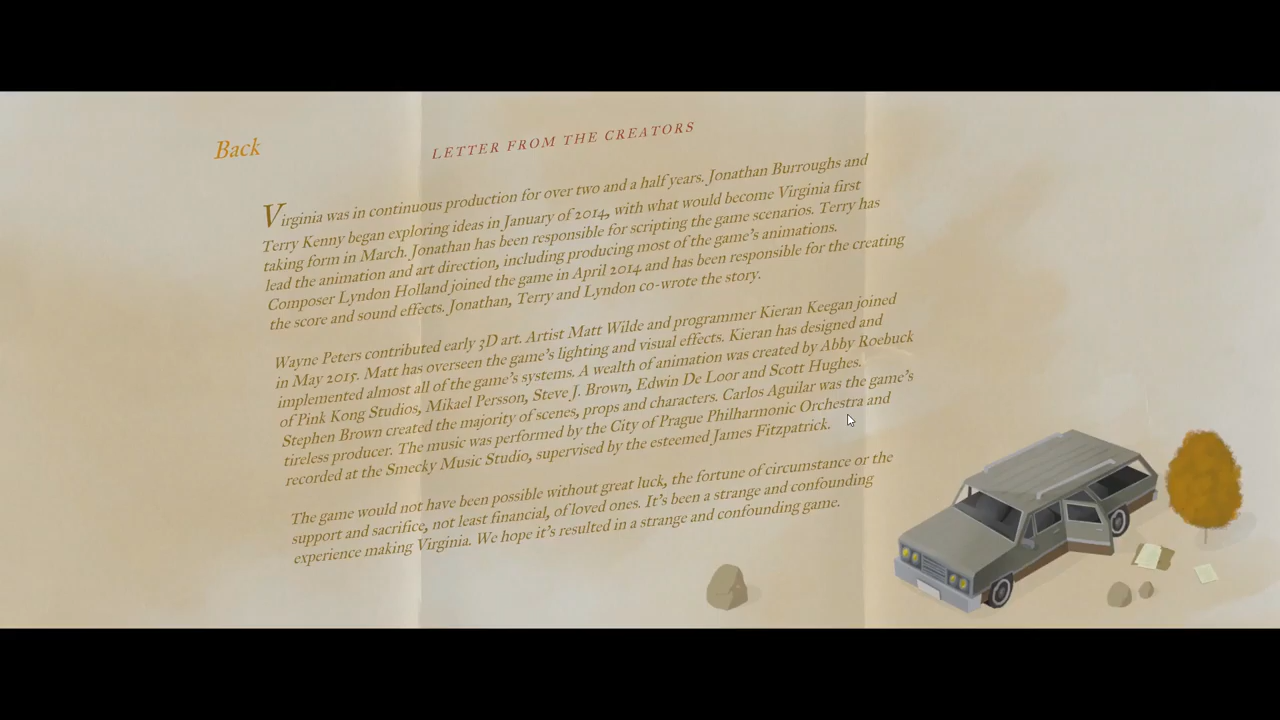 Back
LETTER FROM THE CREATORS
Virginia was in continuous production for over two and a half years. Jonathan Burroughs and
Terry Kenny began exploring ideas in January of 2014, with what would become Virginia first
taking form in March. Jonathan has been responsible for scripting the game scenarios. Terry has
lead the animation and art direction, including producing most of the game's animations.
Composer Lyndon Holland joined the game in April 2014 and has been responsible for the creating
the score and sound effects. Jonathan, Terry and Lyndon co-wrote the story.
Wayne Peters contributed early 3D art. Artist Matt Wilde and programmer Kieran Keegan joined
in May 2015. Matt has overseen the game's lighting and visual effects. Kieran has designed and
implemented almost all of the game's systems. A wealth of animation was created by Abby Roebuck
of Pink Kong Studios, Mikael Persson, Steve J. Brown, Edwin De Loor and Scott Hughes.
Stephen Brown created the majority of scenes, props and characters. Carlos Aguilar was the game's
tireless producer. The music was performed by the City of Prague Philharmonic Orchestra and
recorded at the Smecky Music Studio, supervised by the esteemed James Fitzpatrick.
The game would not have been possible without great luck, the fortune of circumstance or the
support and sacrifice, not least financial, of loved ones. It's been a strange and confounding
experience making Virginia. We hope it's resulted in a strange and confounding game.